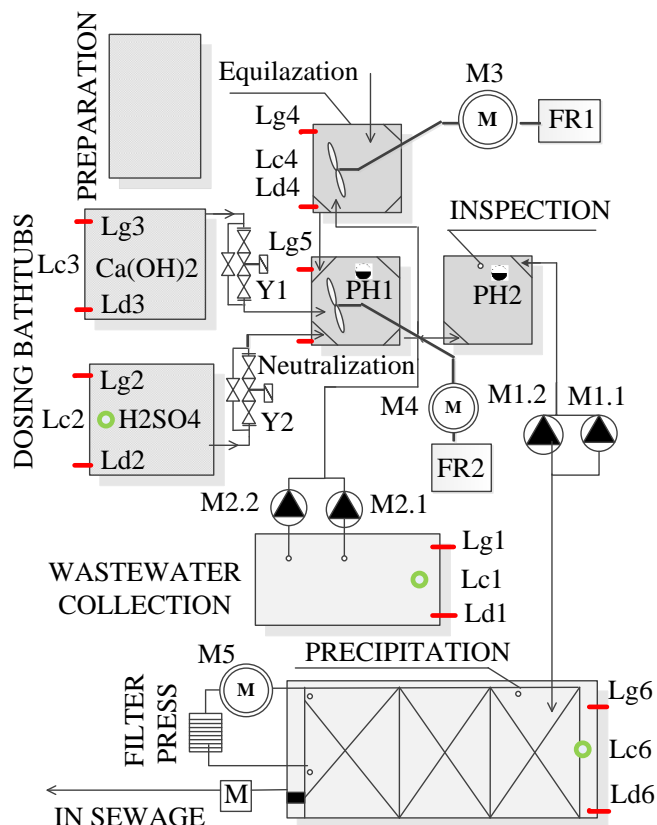 PREPARATION
Equilazation
M3
M
FR1
Lg4
Lc4
Ld4
DOSING BATHTUBS
Lg3
Lc3
Ca(OH)2
Ld3
Y1
Lg5
PH1
INSPECTION
PH2
Neutralization
Lg2
Lc2
H2SO4
Ld2
Y2
M4
M
FR2
M1.2
M1.1
M2.2
M2.1
WASTEWATER
COLLECTION
Lg1
Lc1
Ld1
PRECIPITATION
M5
M
FILTER
PRESS
Lg6
Lc6
Ld6
M
IN SEWAGE